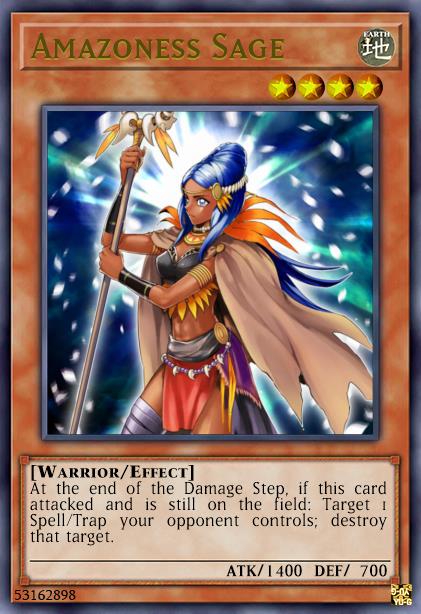 AMAZONESS SAGE
EARTH
地
[WARRIOR/EFFECT]
At the end of the Damage Step, if this card
attacked and is still on the field: Target 1
Spell/Trap your opponent controls; destroy
that target.
ATK/1400 DEF/ 700
53162898